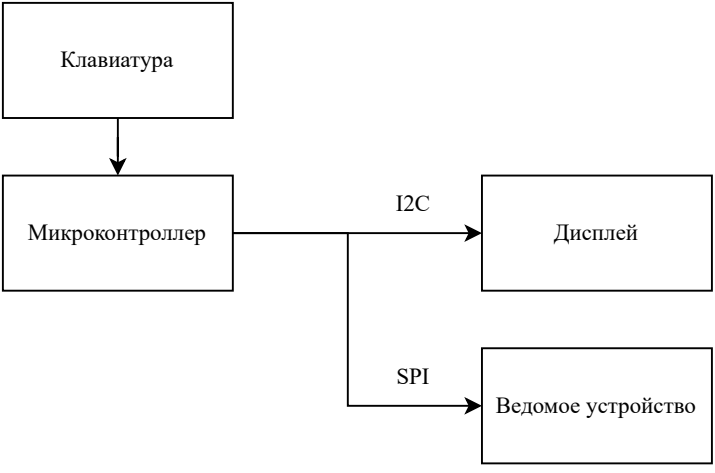 Клавиатура
Микроконтроллер
I2C
Дисплей
SPI
Ведомое устройство